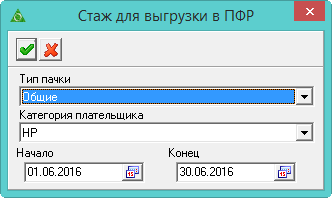 Стаж для выгрузки в ПФР
Тип пачки
Общие
Категория плательщика
НР
Начало Конец
01.06.2016 30.06.2016